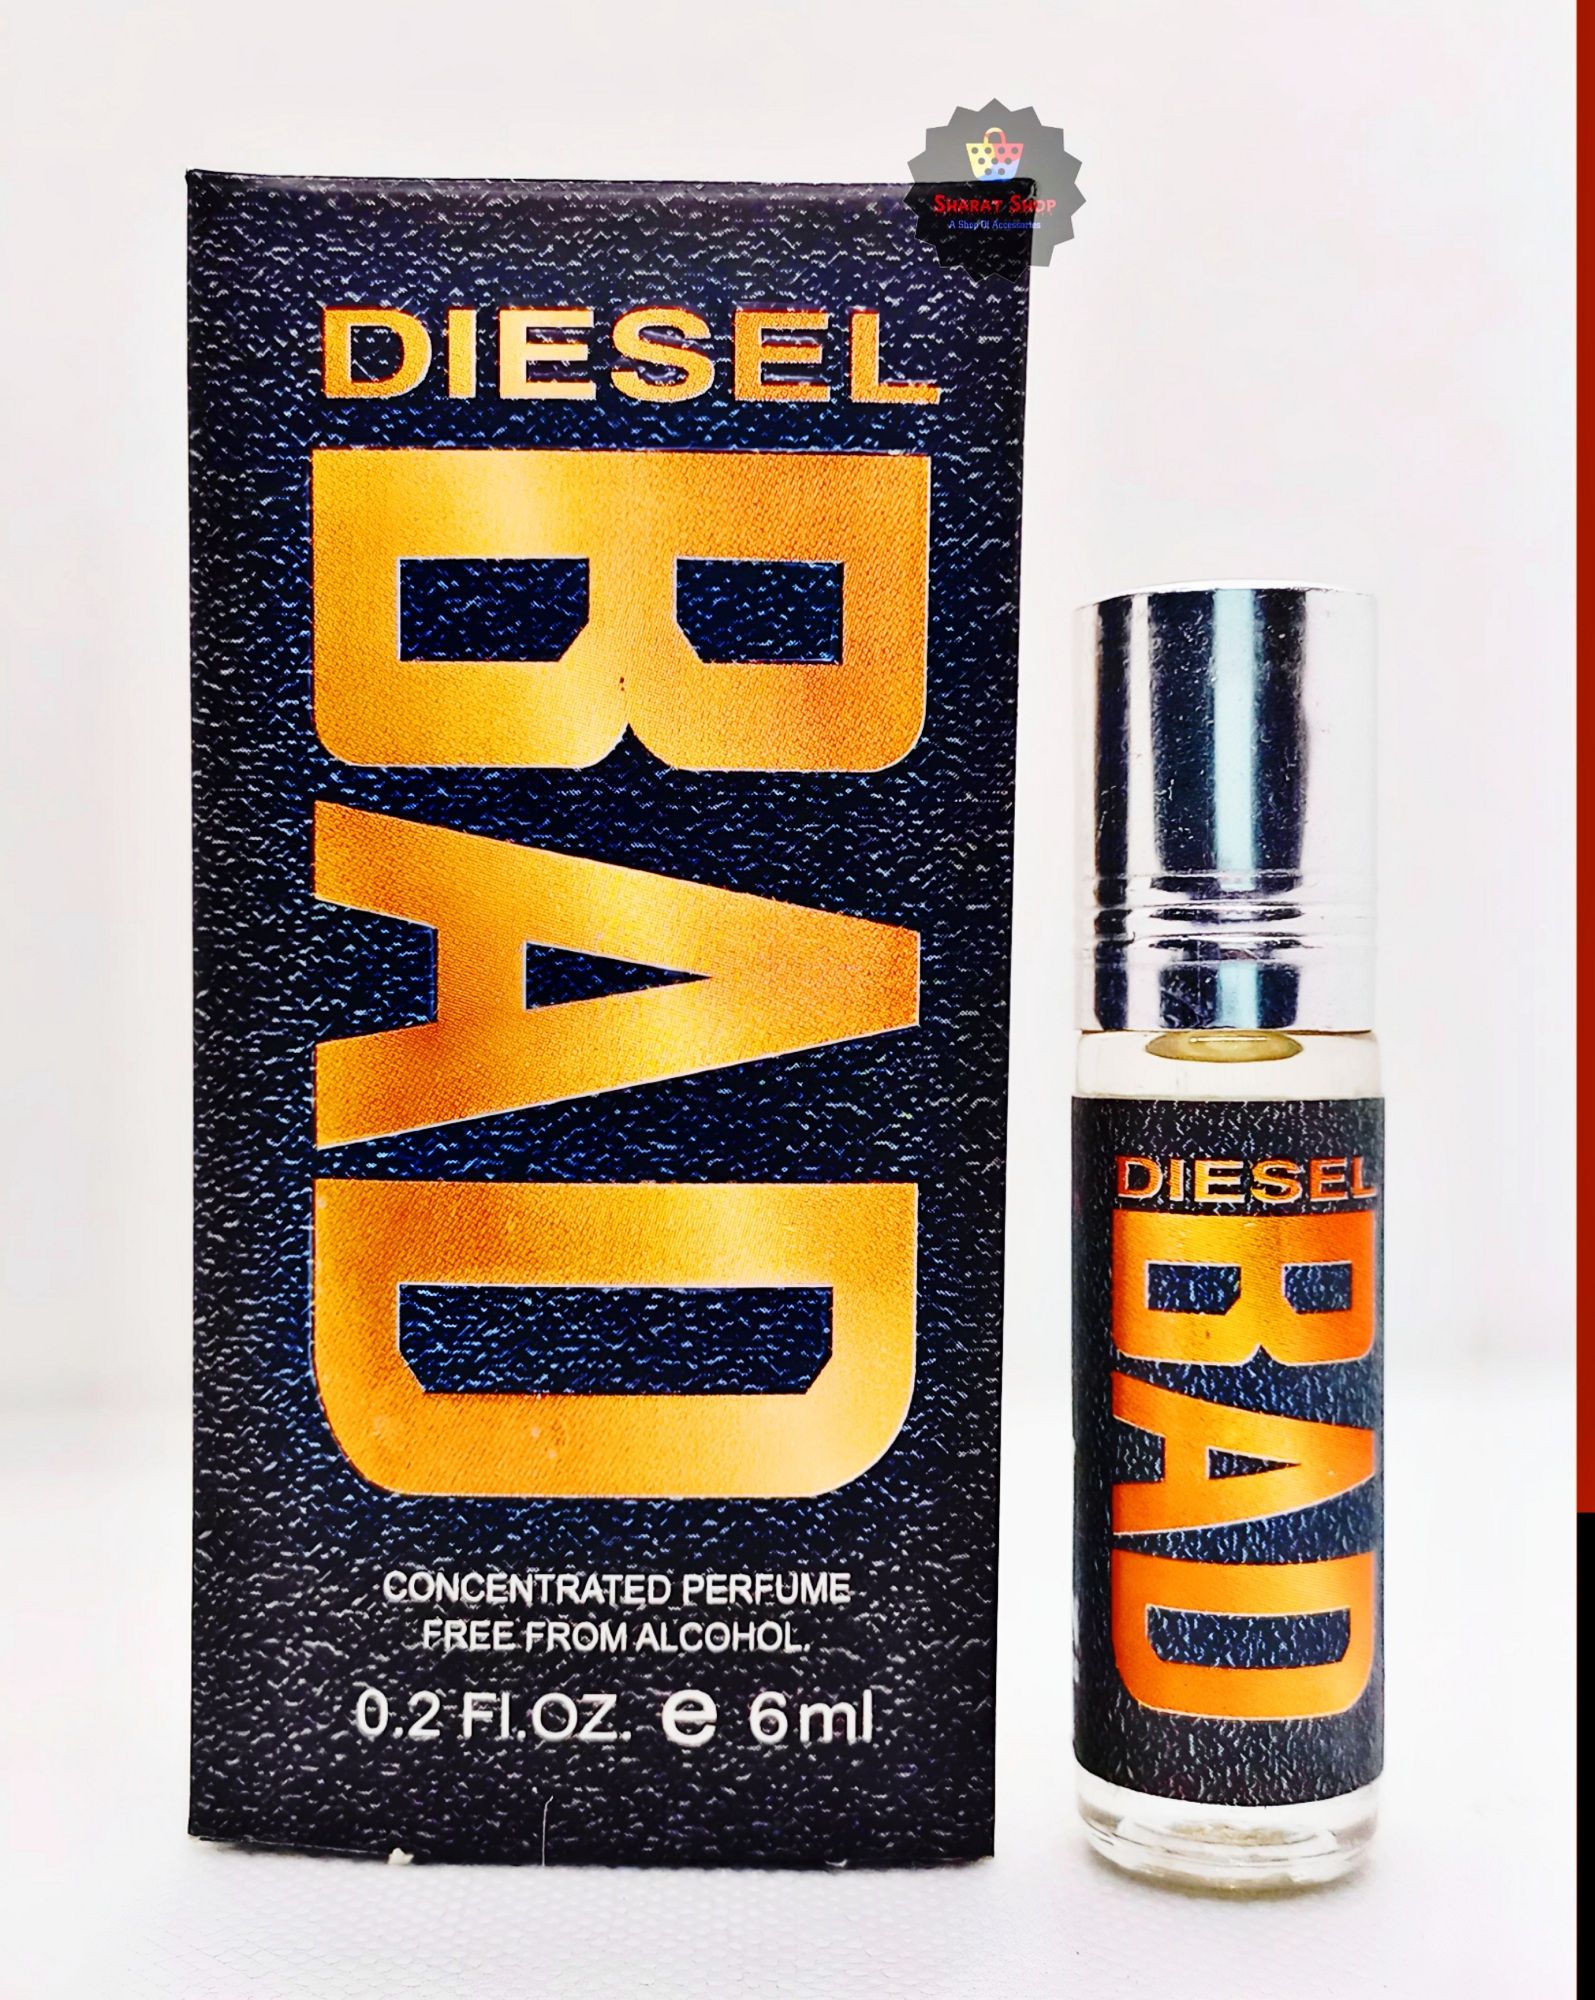 SHARAT SHOP
A Shop Of Accessories
DIESEL
BAD
CONCENTRATED PERFUME
FREE FROM ALCOHOL.
0.2 Fl.OZ. e 6ml
DIESEL
BAD